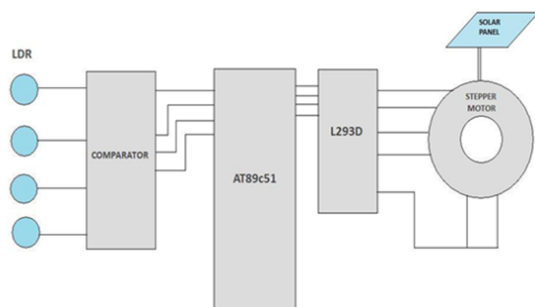 LDR
COMPARATOR
AT89c51
L293D
SOLAR
PANEL
STEPPER
MOTOR